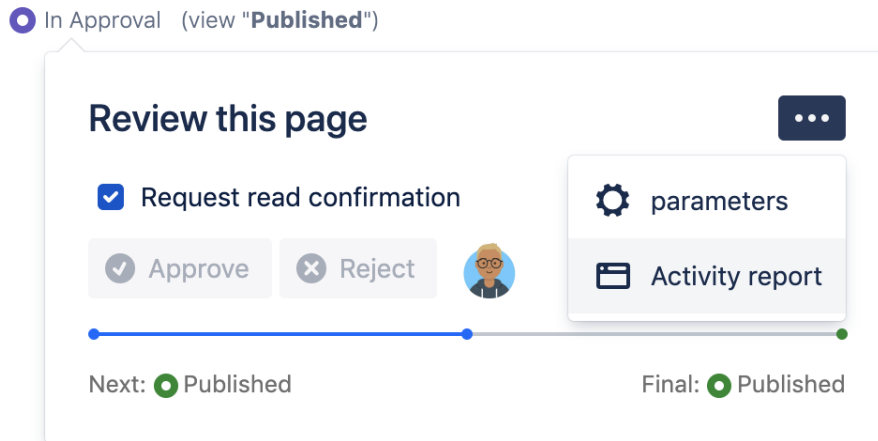 In Approval (view "Published")
Review this page
Request read confirmation
parameters
Approve Reject
Activity report
Next: Published
Final: Published